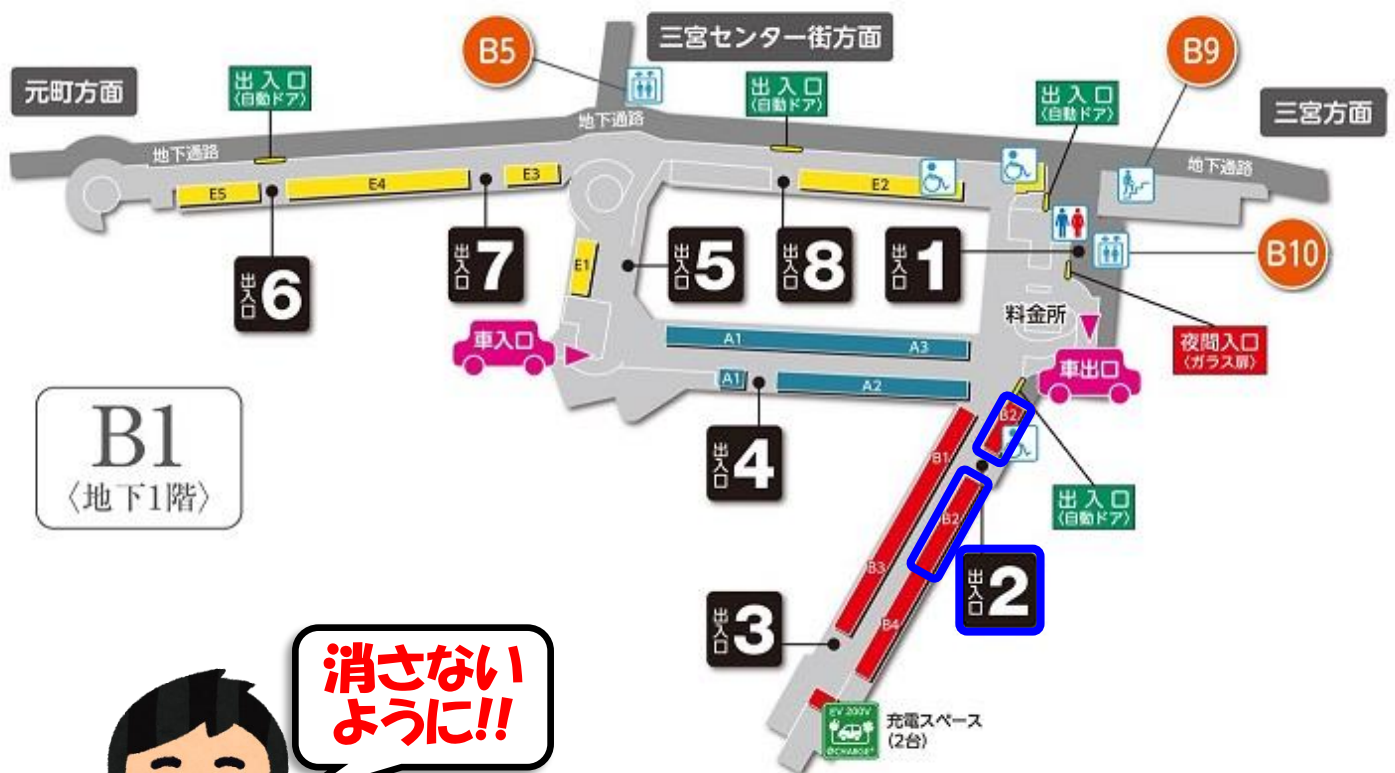 元町方面
出入口
〈自動ドア〉
B5
三宮センター街方面
出入口
〈自動ドア〉
出入口
〈自動ドア〉
B9
三宮方面
地下通路
地下通路
地下通路
E5
E4
E3
E2
E1
出入口6
出入口7
出入口5
出入口8
出入口1
B10
料金所
夜間入口
〈ガラス扉〉
車入口
車出口
A1
A3
A1
A2
B1
〈地下1階〉
出入口4
B2
B1
B2
出入口
〈自動ドア〉
出入口2
B3
B4
出入口3
EV 200V
充電スペース
(2台)
消さない
ように!!